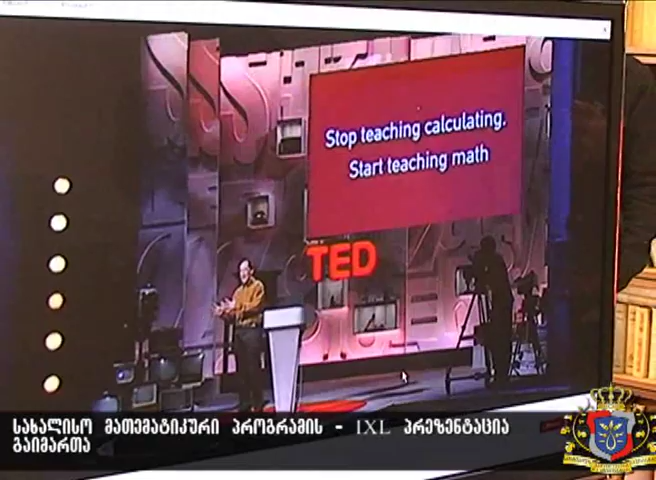 Stop teaching calculating.
Start teaching math
TED
სახალისო მათემატიკური პროგრამის - IXL პრეზენტაცია
გაიმართა